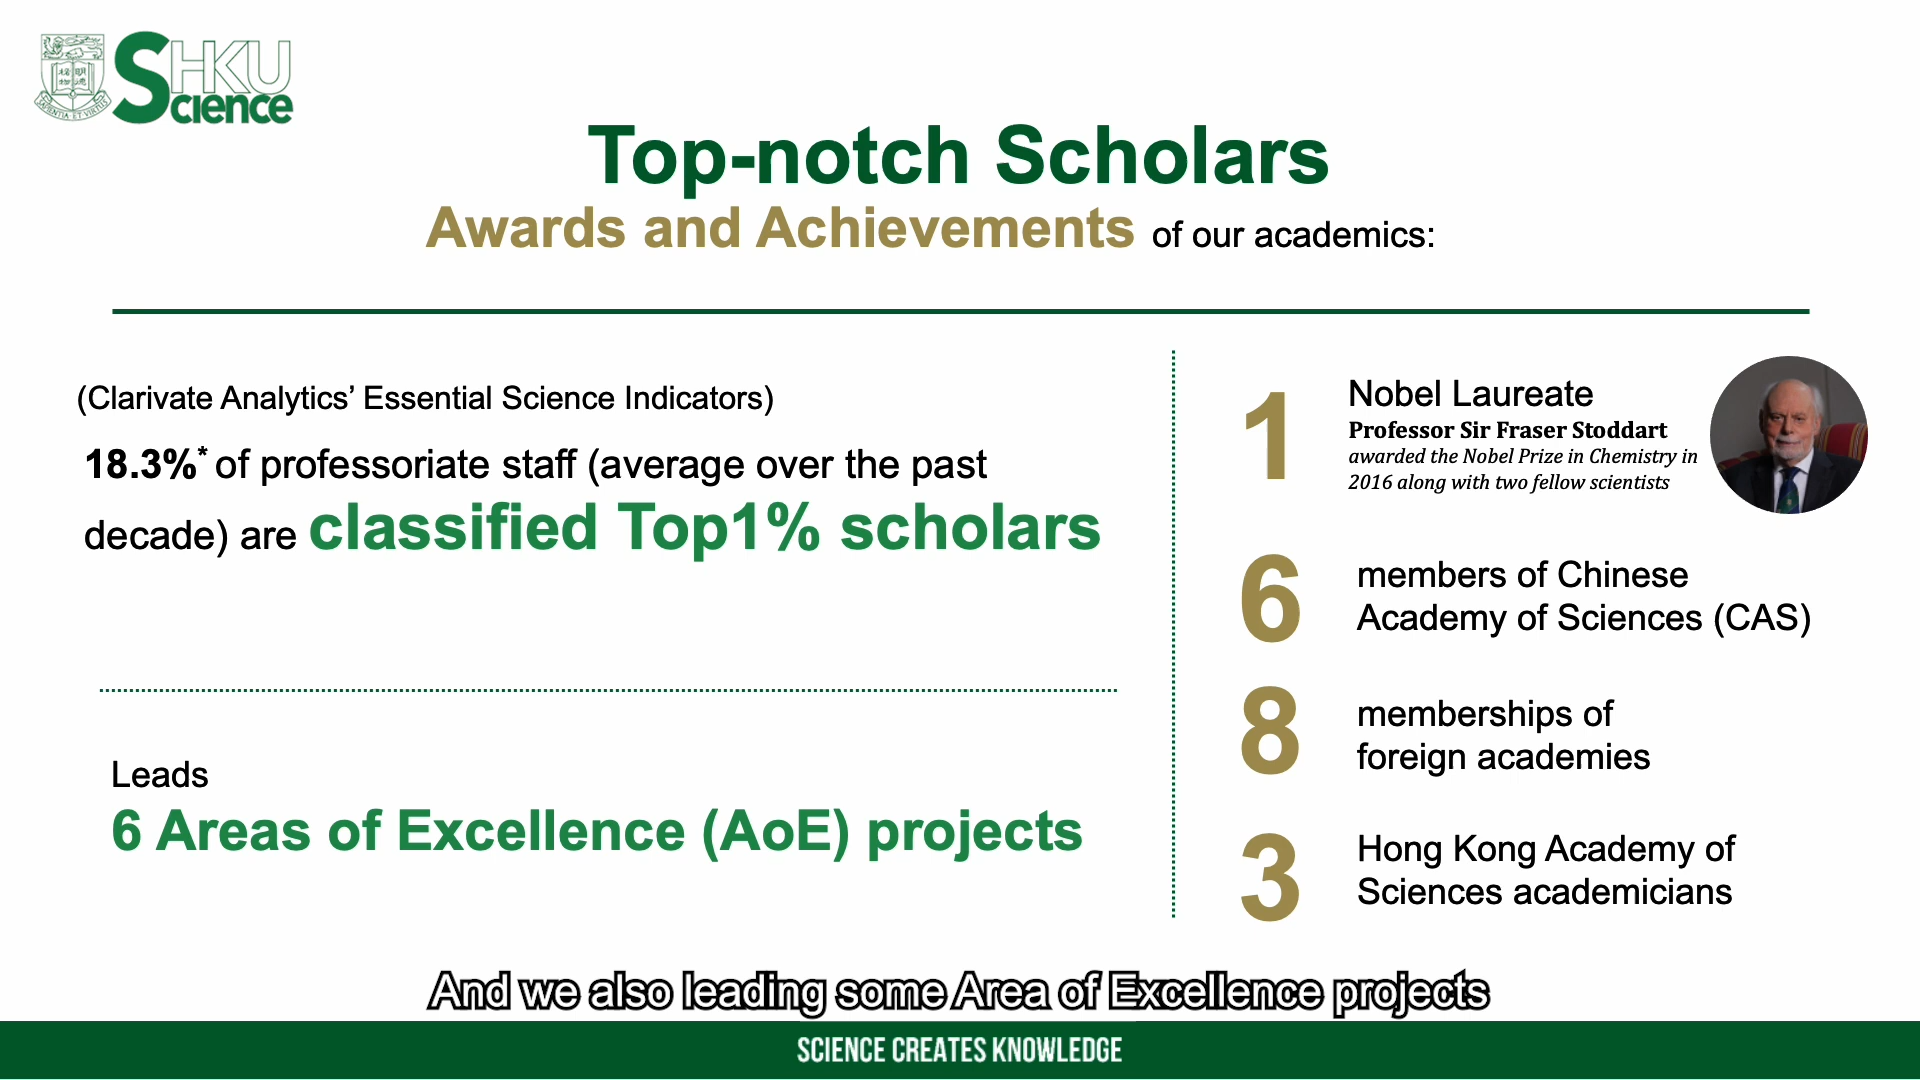 HKU
Science
SAPIENTIA ET VIRTUS
Top-notch Scholars
Awards and Achievements of our academics:
(Clarivate Analytics’ Essential Science Indicators)
18.3%* of professoriate staff (average over the past
decade) are classified Top1% scholars
Leads
6 Areas of Excellence (AoE) projects
1
Nobel Laureate
Professor Sir Fraser Stoddart
awarded the Nobel Prize in Chemistry in
2016 along with two fellow scientists
6
members of Chinese
Academy of Sciences (CAS)
8
memberships of
foreign academies
3
Hong Kong Academy of
Sciences academicians
And we also leading some Area of Excellence projects
SCIENCE CREATES KNOWLEDGE